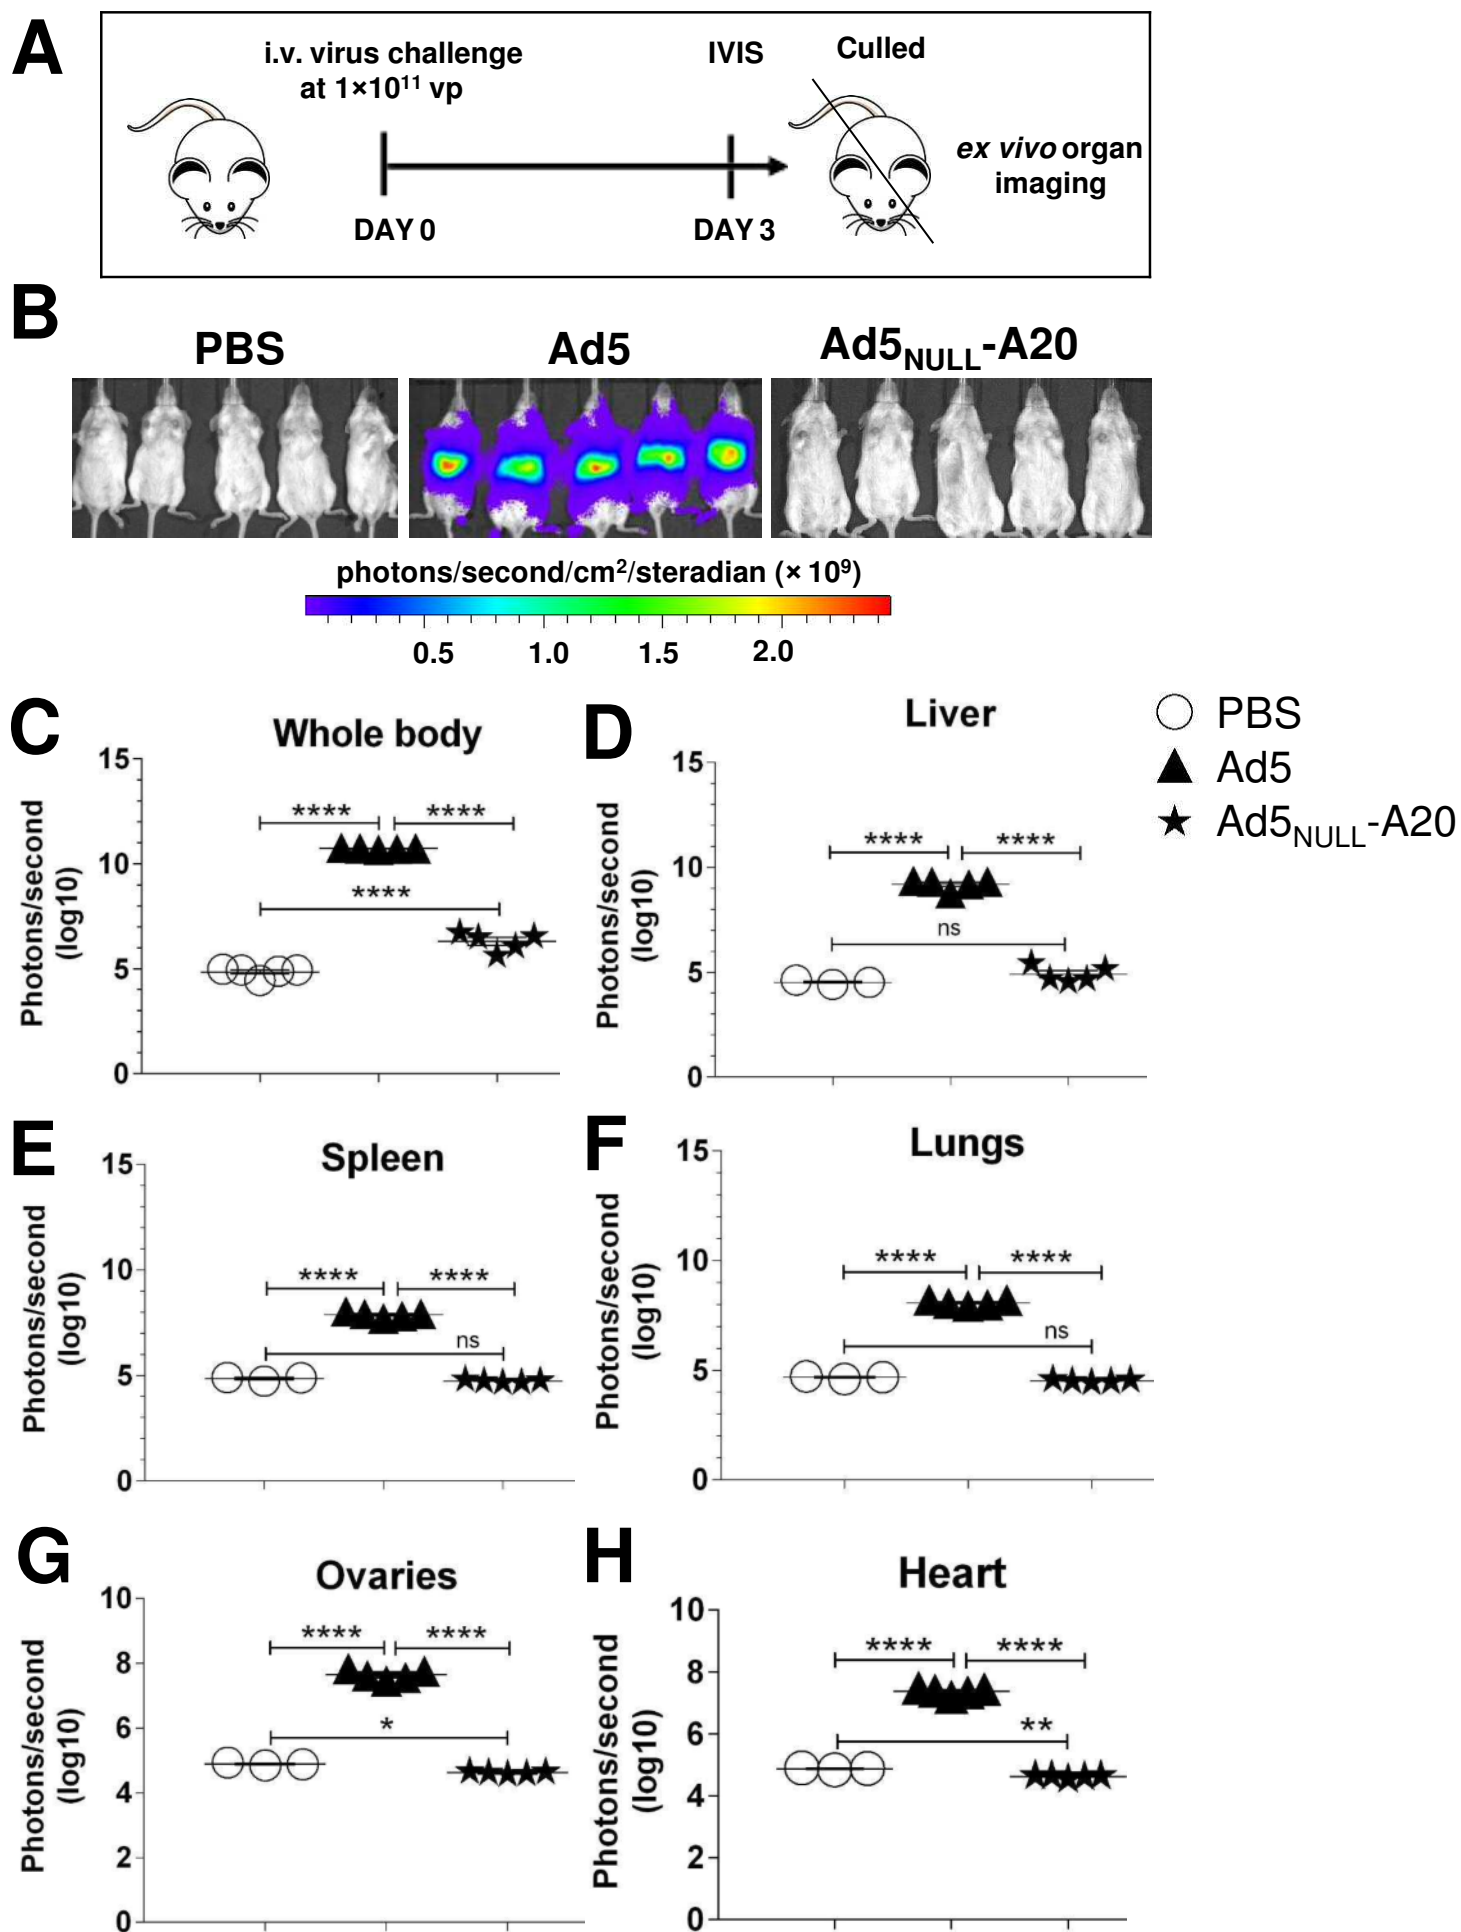 A
i.v. virus challenge
at 1×10¹¹ vp
IVIS
Culled
ex vivo organ
imaging
DAY 0
DAY 3
B
PBS
Ad5
Ad5NULL-A20
photons/second/cm²/steradian (× 10⁹)
0.5 1.0 1.5 2.0
C
Whole body
Photons/second
(log10)
15
10
5
0
**** ****
****
D
Liver
Photons/second
(log10)
15
10
5
0
**** ****
ns
PBS
Ad5
Ad5NULL-A20
E
Spleen
Photons/second
(log10)
15
10
5
0
**** ****
ns
F
Lungs
Photons/second
(log10)
15
10
5
0
**** ****
ns
G
Ovaries
Photons/second
(log10)
10
8
6
4
2
0
**** ****
*
H
Heart
Photons/second
(log10)
10
8
6
4
2
0
**** ****
**